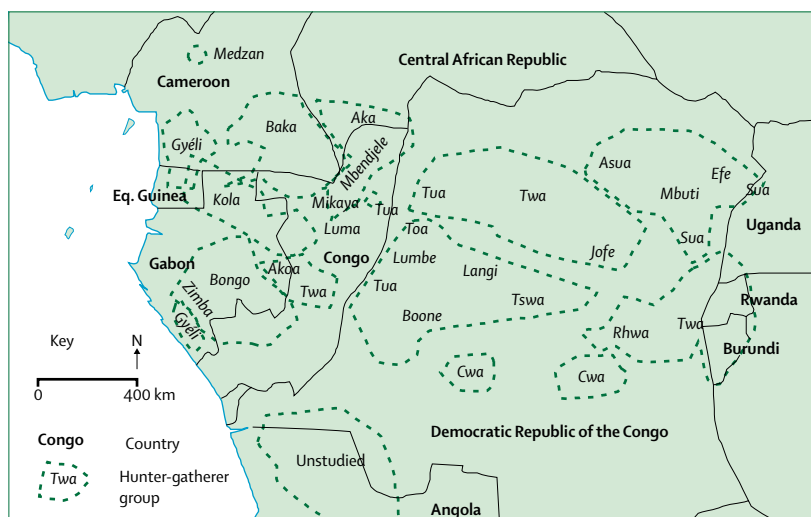 Medzan
Cameroon
Central African Republic
Baka
Aka
Gyéli
Mbendjele
Asua
Efe
Eq. Guinea
Kola
Mikaya
Tua
Tua
Twa
Mbuti
Sua
Luma
Toa
Sua
Uganda
Gabon
Congo
Lumbe
Jofe
Akoa
Langi
Bongo
Zimba
Twa
Tua
Tswa
Rwanda
Gyéli
Boone
Rhwa
Twa
Burundi
Key
N
0
400 km
Cwa
Cwa
Congo
Country
Democratic Republic of the Congo
Twa
Hunter-gatherer
group
Unstudied
Angola